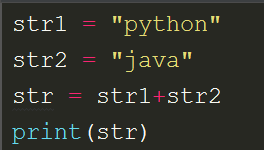 str1 = "python"
str2 = "java"
str = str1+str2
print(str)